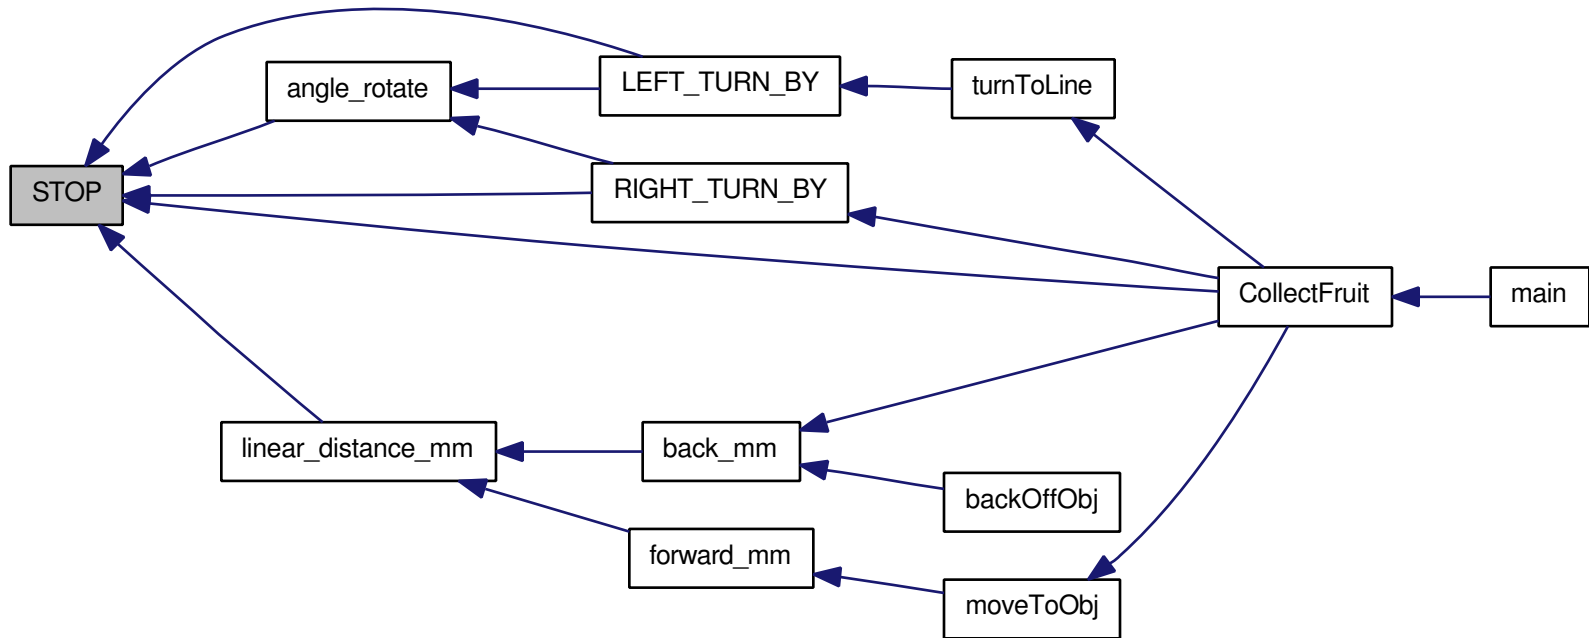 STOP
angle_rotate
LEFT_TURN_BY
turnToLine
RIGHT_TURN_BY
CollectFruit
main
linear_distance_mm
back_mm
backOffObj
forward_mm
moveToObj